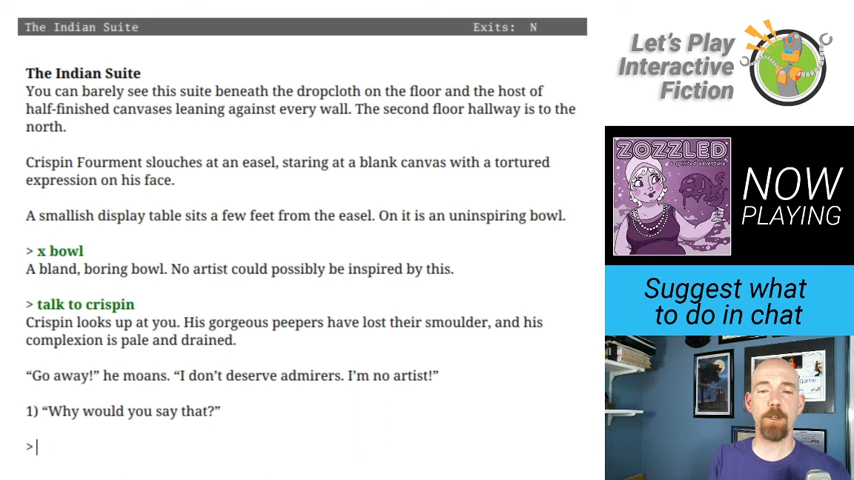 The Indian Suite Exits: N
The Indian Suite
You can barely see this suite beneath the dropcloth on the floor and the host of
half-finished canvases leaning against every wall. The second floor hallway is to the
north.
Crispin Fourment slouches at an easel, staring at a blank canvas with a tortured
expression on his face.
A smallish display table sits a few feet from the easel. On it is an uninspiring bowl.
> x bowl
A bland, boring bowl. No artist could possibly be inspired by this.
> talk to crispin
Crispin looks up at you. His gorgeous peepers have lost their smoulder, and his
complexion is pale and drained.
“Go away!” he moans. “I don’t deserve admirers. I’m no artist!”
1) “Why would you say that?”
>
Let’s Play
Interactive
Fiction
ZOZZLED
a spirited adventure
NOW
PLAYING
Suggest what
to do in chat